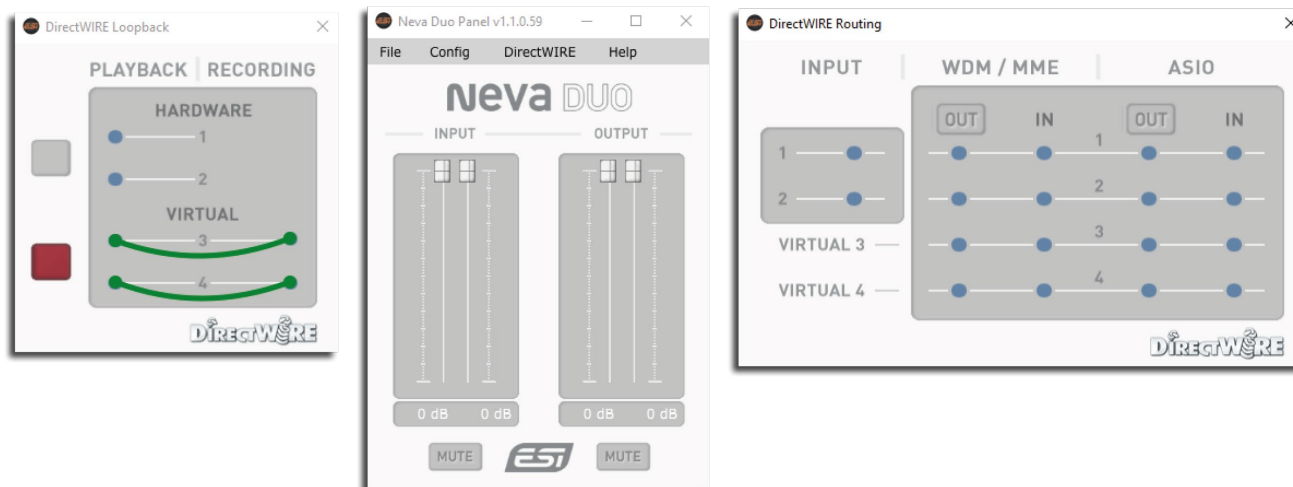 DirectWIRE Loopback
PLAYBACK | RECORDING
HARDWARE
1
2
VIRTUAL
3
4
DIRECTWIRE
Neva Duo Panel v1.1.0.59
File Config DirectWIRE Help
Neva DUO
INPUT OUTPUT
0 dB 0 dB 0 dB 0 dB
MUTE ESI MUTE
DirectWIRE Routing
INPUT WDM / MME ASIO
OUT IN OUT IN
1 1
2 2
VIRTUAL 3 3
VIRTUAL 4 4
DIRECTWIRE